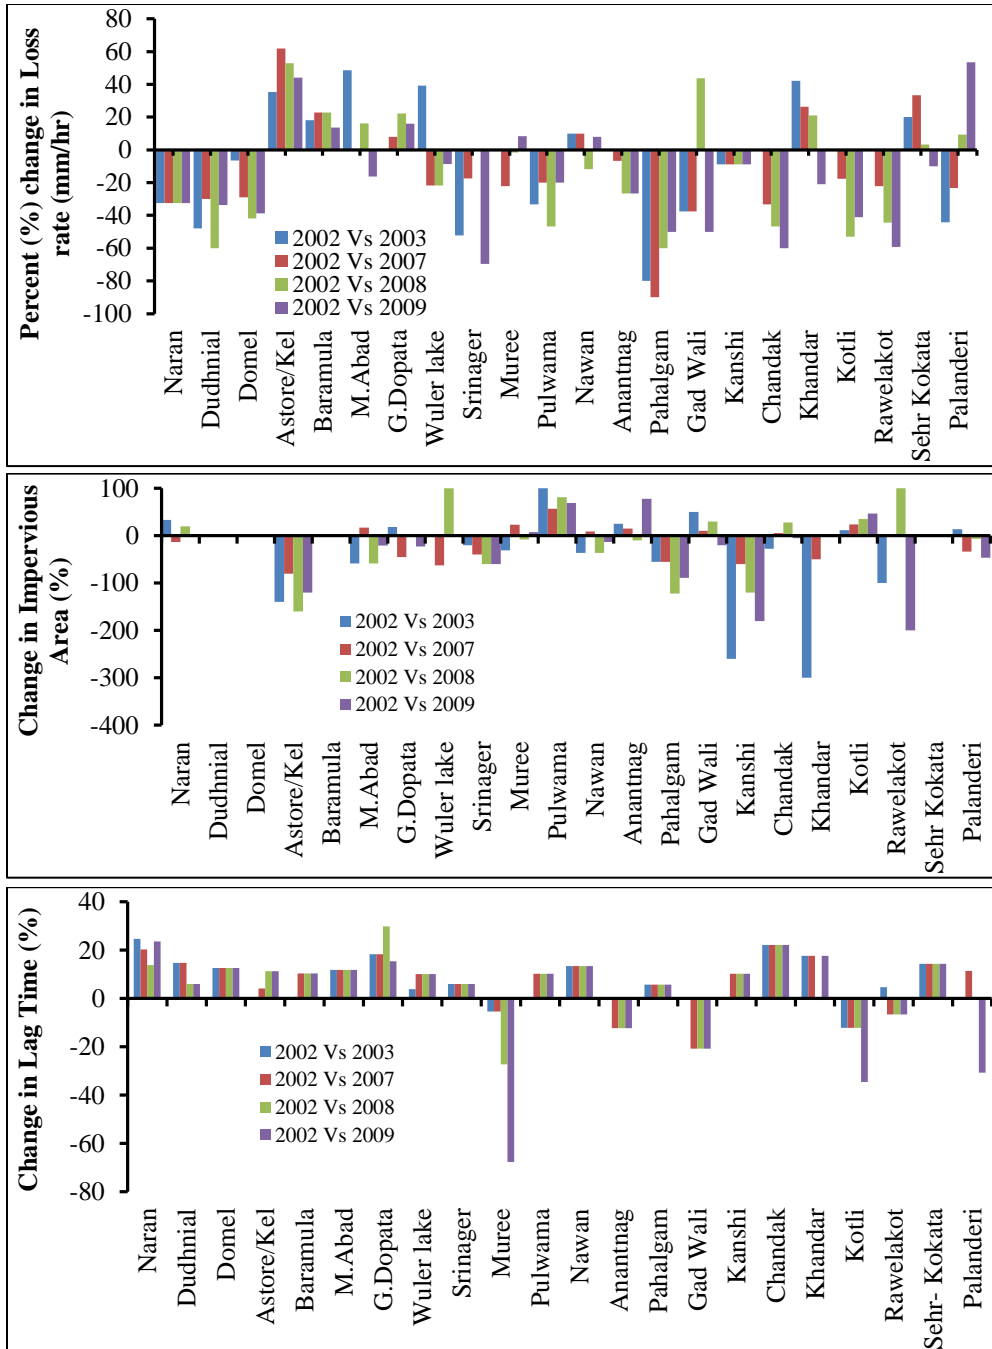 80
60
40
20
0
-20
-40
-60
-80
-100
Percent (%) change in Loss
rate (mm/hr)
2002 Vs 2003
2002 Vs 2007
2002 Vs 2008
2002 Vs 2009
Naran
Dudhnial
Domel
Astore/Kel
Baramula
M.Abad
G.Dopata
Wuler lake
Srinager
Muree
Pulwama
Nawan
Anantnag
Pahalgam
Gad Wali
Kanshi
Chandak
Khandar
Kotli
Rawelakot
Sehr Kokata
Palanderi
100
0
-100
-200
-300
-400
Change in Impervious
Area (%)
2002 Vs 2003
2002 Vs 2007
2002 Vs 2008
2002 Vs 2009
Naran
Dudhnial
Domel
Astore/Kel
Baramula
M.Abad
G.Dopata
Wuler lake
Srinager
Muree
Pulwama
Nawan
Anantnag
Pahalgam
Gad Wali
Kanshi
Chandak
Khandar
Kotli
Rawelakot
Sehr Kokata
Palanderi
40
20
0
-20
-40
-60
-80
Change in Lag Time (%)
2002 Vs 2003
2002 Vs 2007
2002 Vs 2008
2002 Vs 2009
Naran
Dudhnial
Domel
Astore/Kel
Baramula
M.Abad
G.Dopata
Wuler lake
Srinager
Muree
Pulwama
Nawan
Anantnag
Pahalgam
Gad Wali
Kanshi
Chandak
Khandar
Kotli
Rawelakot
Sehr- Kokata
Palanderi